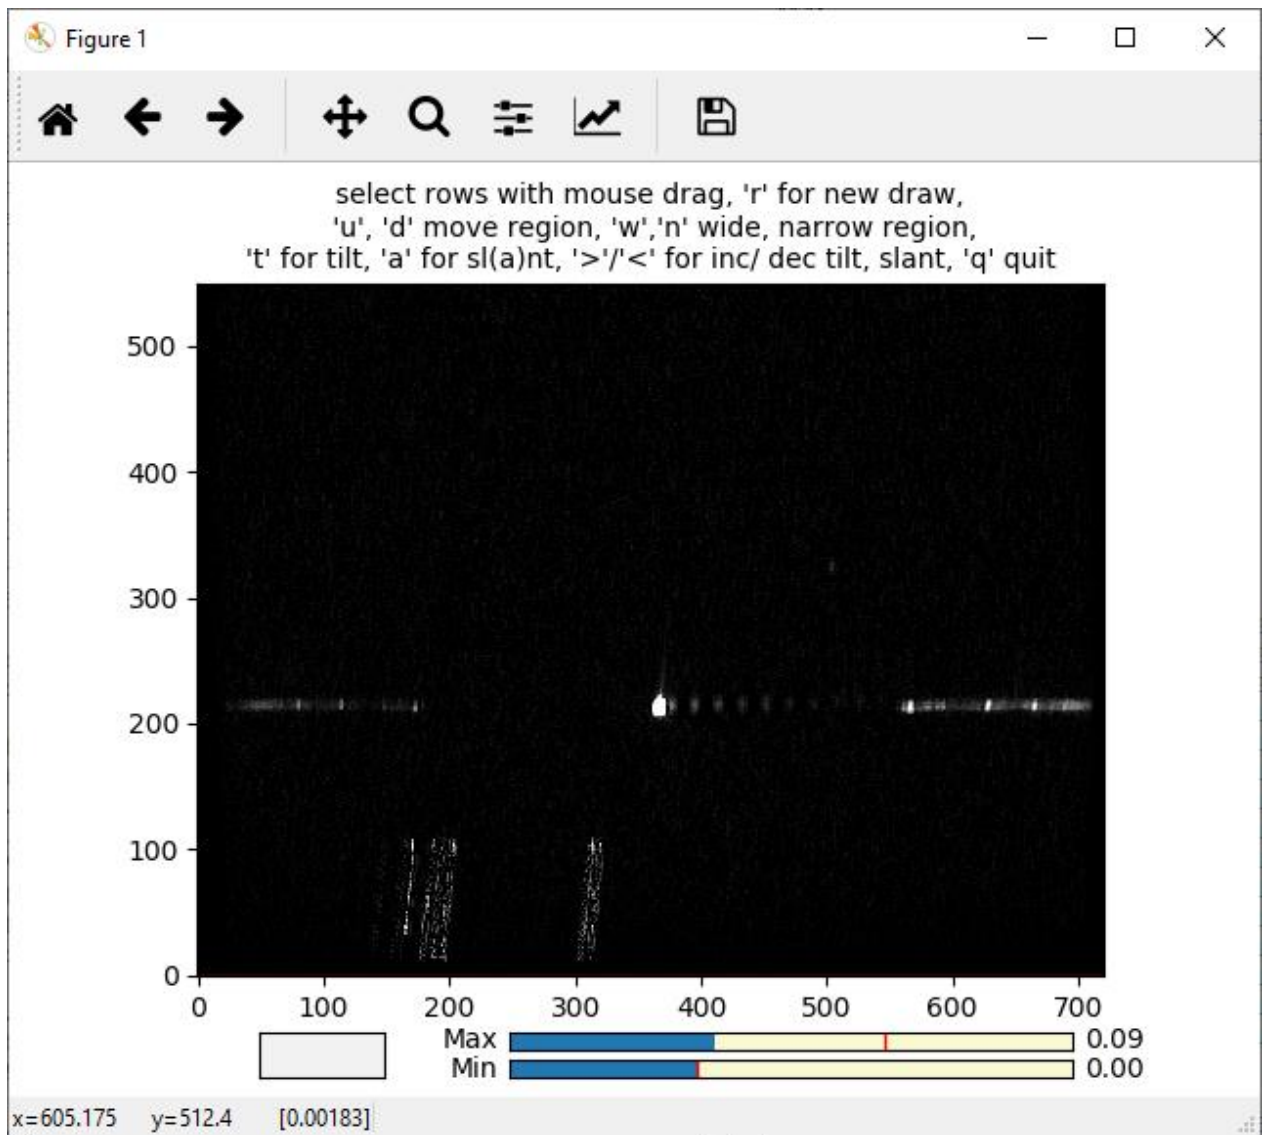 Figure 1
select rows with mouse drag, 'r' for new draw,
'u', 'd' move region, 'w','n' wide, narrow region,
't' for tilt, 'a' for sl(a)nt, '>'/'<' for inc/ dec tilt, slant, 'q' quit
500
400
300
200
100
0
0 100 200 300 400 500 600 700
Max 0.09
Min 0.00
x=605.175 y=512.4 [0.00183]